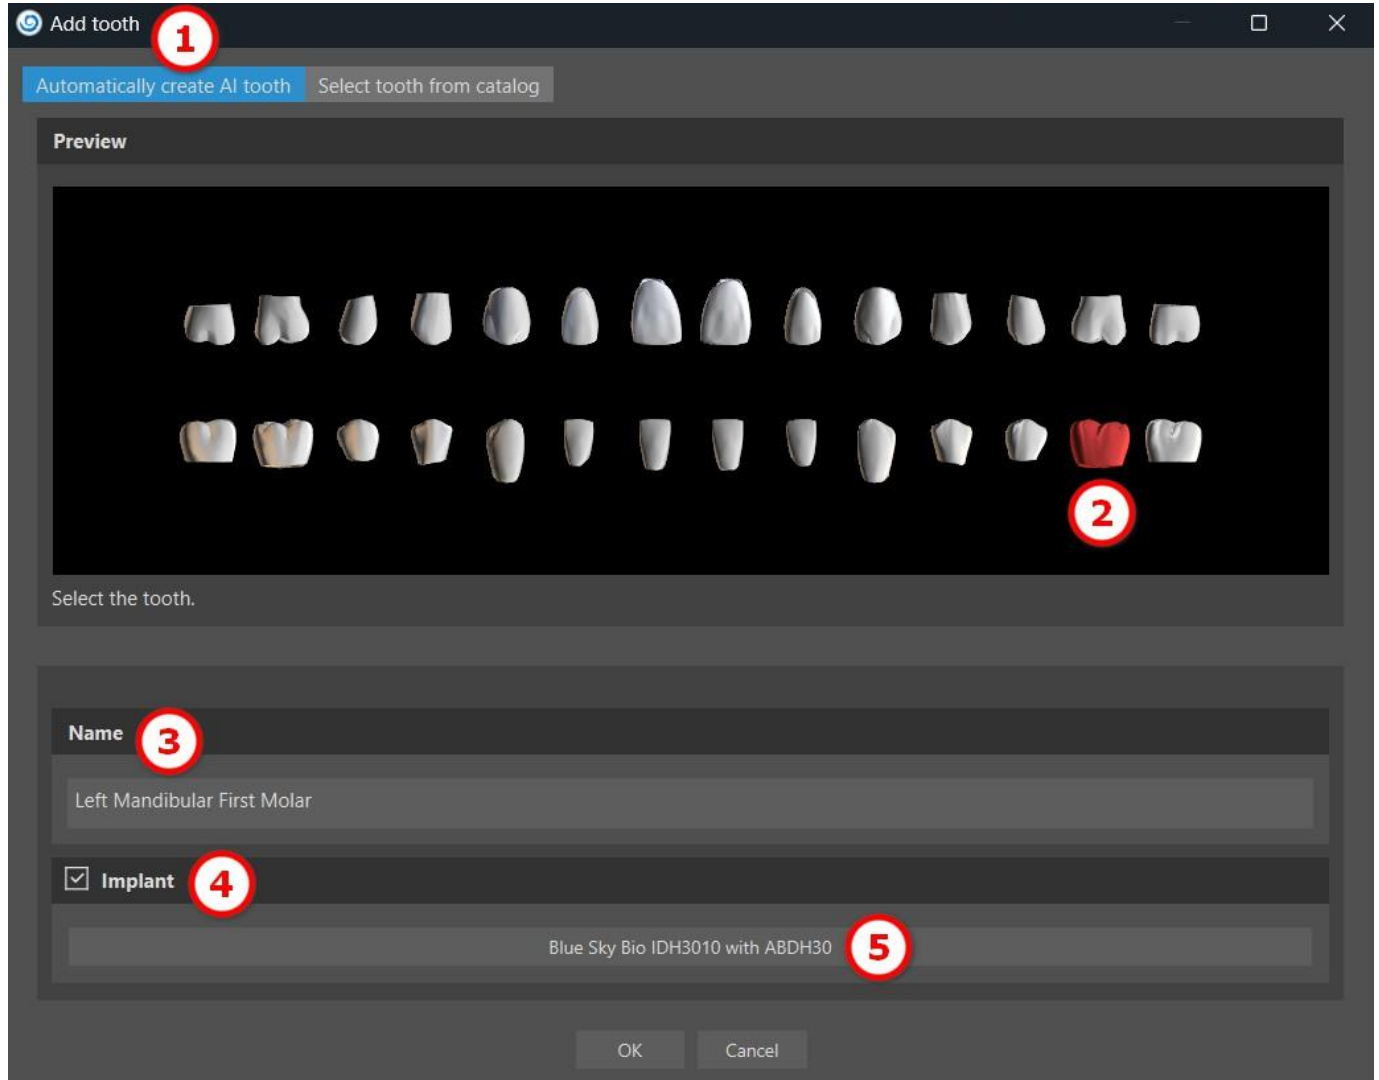 Add tooth
1
Automatically create AI tooth Select tooth from catalog
Preview
2
Select the tooth.
Name
3
Left Mandibular First Molar
Implant
4
Blue Sky Bio IDH3010 with ABDH30
5
OK Cancel